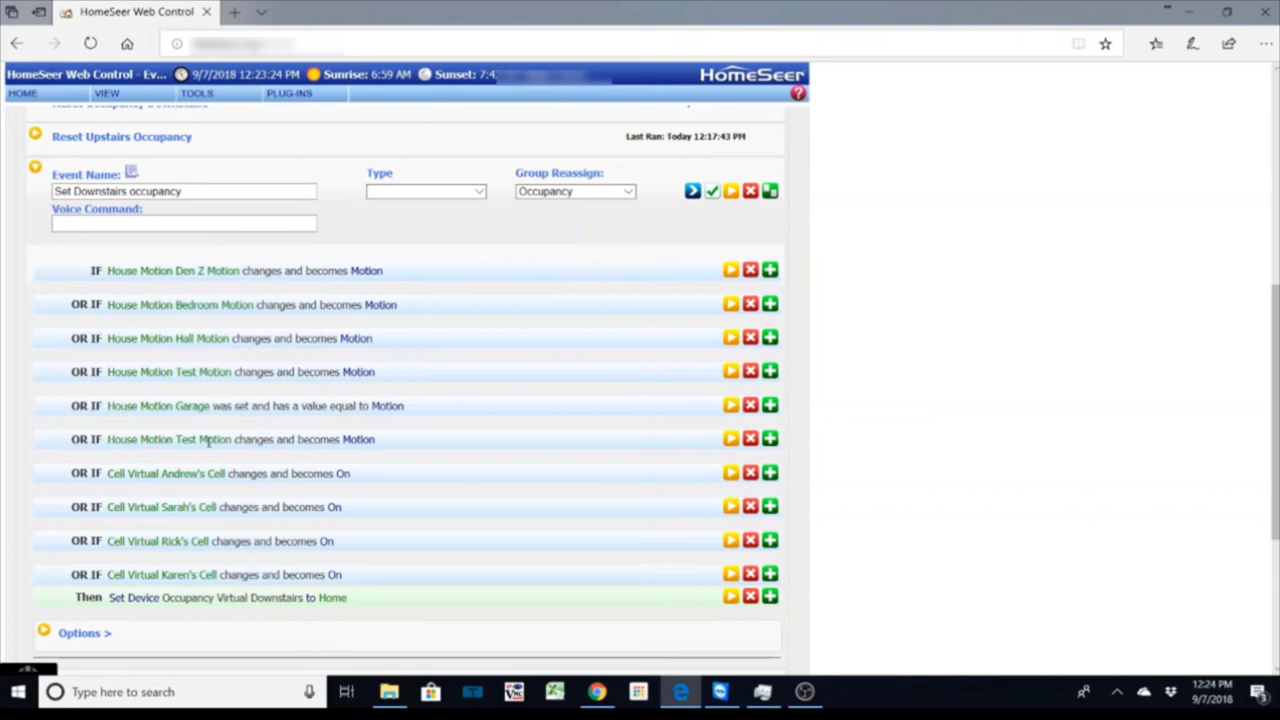 HomeSeer Web Control
HomeSeer Web Control - Ev... 9/7/2018 12:23:24 PM Sunrise: 6:59 AM Sunset: 7:4
HomeSeer
HOME VIEW TOOLS PLUG-INS ?
Reset Upstairs Occupancy Last Ran: Today 12:17:43 PM
Event Name: Type Group Reassign:
Set Downstairs occupancy Occupancy
Voice Command:
IF House Motion Den Z Motion changes and becomes Motion
OR IF House Motion Bedroom Motion changes and becomes Motion
OR IF House Motion Hall Motion changes and becomes Motion
OR IF House Motion Test Motion changes and becomes Motion
OR IF House Motion Garage was set and has a value equal to Motion
OR IF House Motion Test Motion changes and becomes Motion
OR IF Cell Virtual Andrew's Cell changes and becomes On
OR IF Cell Virtual Sarah's Cell changes and becomes On
OR IF Cell Virtual Rick's Cell changes and becomes On
OR IF Cell Virtual Karen's Cell changes and becomes On
Then Set Device Occupancy Virtual Downstairs to Home
Options >
Type here to search
12:24 PM
9/7/2018